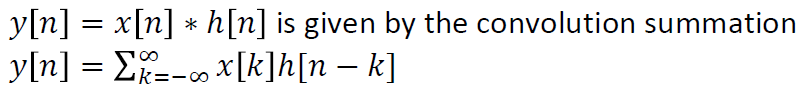 y[n] = x[n] ∗ h[n] is given by the convolution summation
y[n] = ∑_{k=−∞}^{∞} x[k]h[n − k]